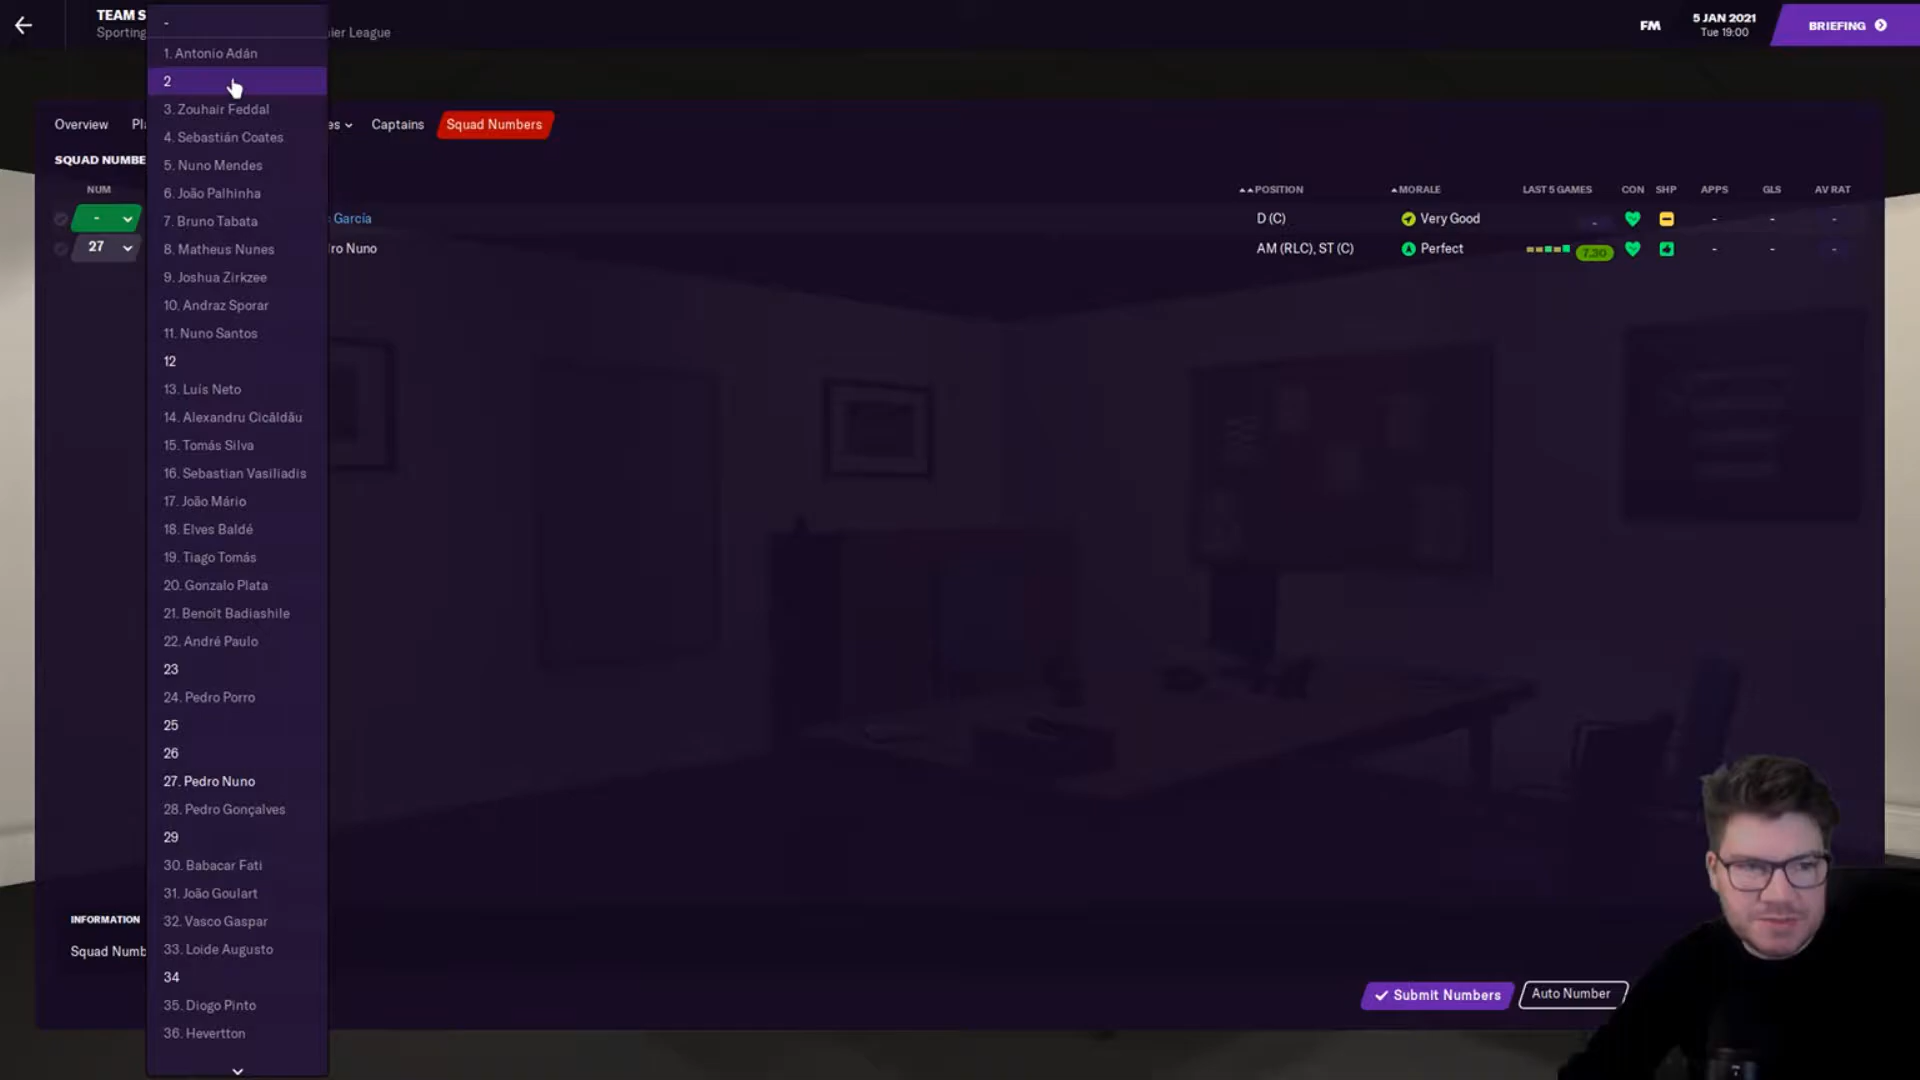 TEAM S
Sporting
ier League
FM
5 JAN 2021
Tue 19:00
BRIEFING
-
1. Antonio Adán
2
3. Zouhair Feddal
4. Sebastián Coates
5. Nuno Mendes
6. João Palhinha
7. Bruno Tabata
8. Matheus Nunes
9. Joshua Zirkzee
10. Andraz Sporar
11. Nuno Santos
12
13. Luís Neto
14. Alexandru Cicâldău
15. Tomás Silva
16. Sebastian Vasiliadis
17. João Mário
18. Elves Baldé
19. Tiago Tomás
20. Gonzalo Plata
21. Benoît Badiashile
22. André Paulo
23
24. Pedro Porro
25
26
27. Pedro Nuno
28. Pedro Gonçalves
29
30. Babacar Fati
31. João Goulart
32. Vasco Gaspar
33. Loide Augusto
34
35. Diogo Pinto
36. Hevertton
Overview Pl es Captains Squad Numbers
SQUAD NUMBE
NUM POSITION MORALE LAST 5 GAMES CON SHP APPS GLS AV RAT
- García D (C) Very Good - - - -
27 ro Nuno AM (RLC), ST (C) Perfect 7.30 - - -
INFORMATION
Squad Numb
Submit Numbers Auto Number